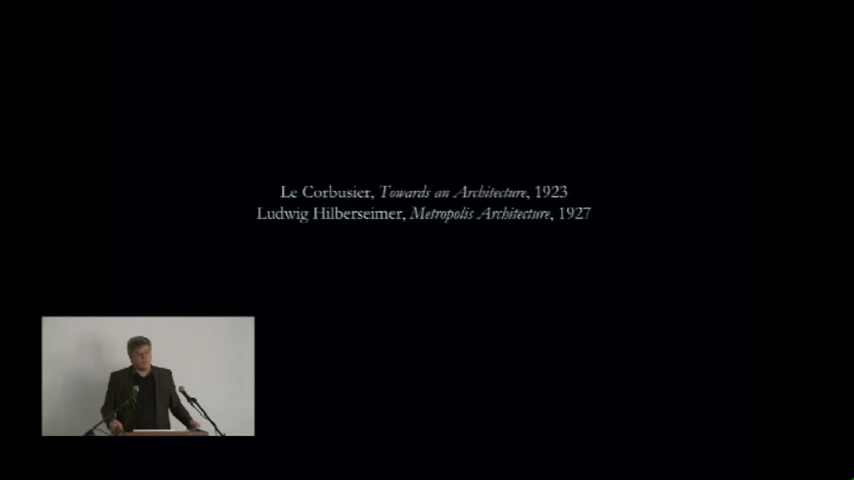 Le Corbusier, Towards an Architecture, 1923
Ludwig Hilberseimer, Metropolis Architecture, 1927